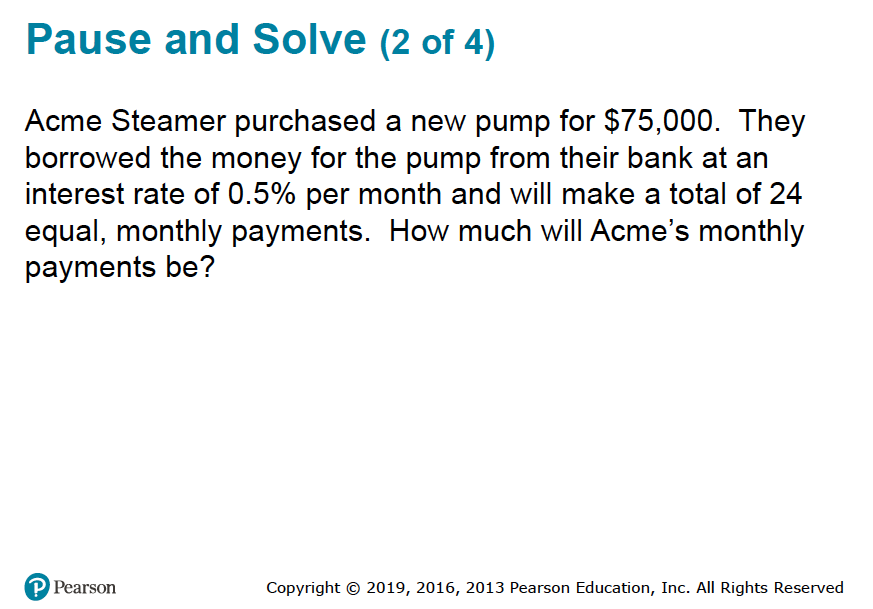 Pause and Solve (2 of 4)
Acme Steamer purchased a new pump for $75,000.  They
borrowed the money for the pump from their bank at an
interest rate of 0.5% per month and will make a total of 24
equal, monthly payments.  How much will Acme’s monthly
payments be?
Pearson
Copyright © 2019, 2016, 2013 Pearson Education, Inc. All Rights Reserved